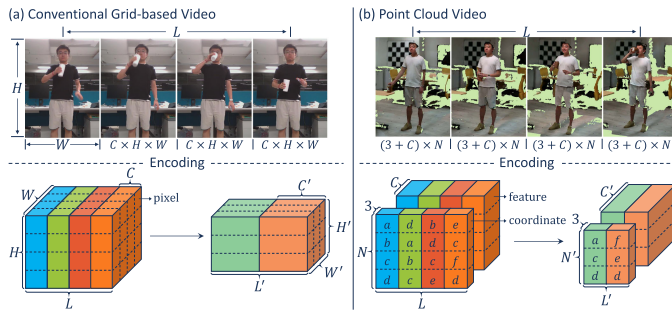 (a) Conventional Grid-based Video
L
H
W
C × H × W
C × H × W
C × H × W
Encoding
W
C
pixel
H
L
C′
H′
W′
L′
(b) Point Cloud Video
L
(3 + C) × N
(3 + C) × N
(3 + C) × N
(3 + C) × N
Encoding
C
feature
3
coordinate
N
a d b e
b a d c
c b c f
d c e d
L
C′
3
N′
a f
c e
d d
L′